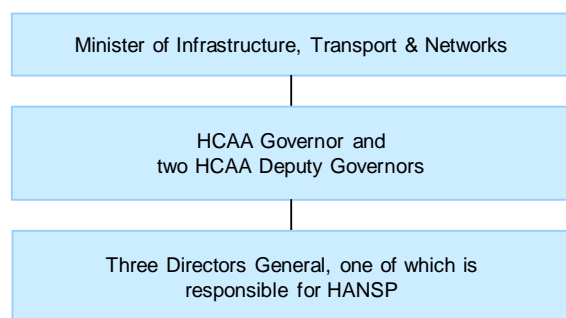 Minister of Infrastructure, Transport & Networks
HCAA Governor and
two HCAA Deputy Governors
Three Directors General, one of which is
responsible for HANSP